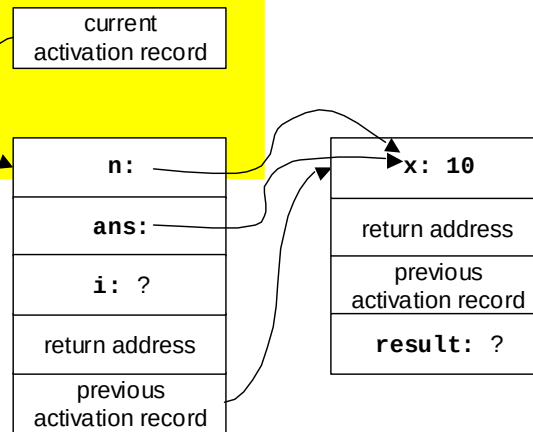 current
activation record
n:
ans:
i: ?
return address
previous
activation record
x: 10
return address
previous
activation record
result: ?